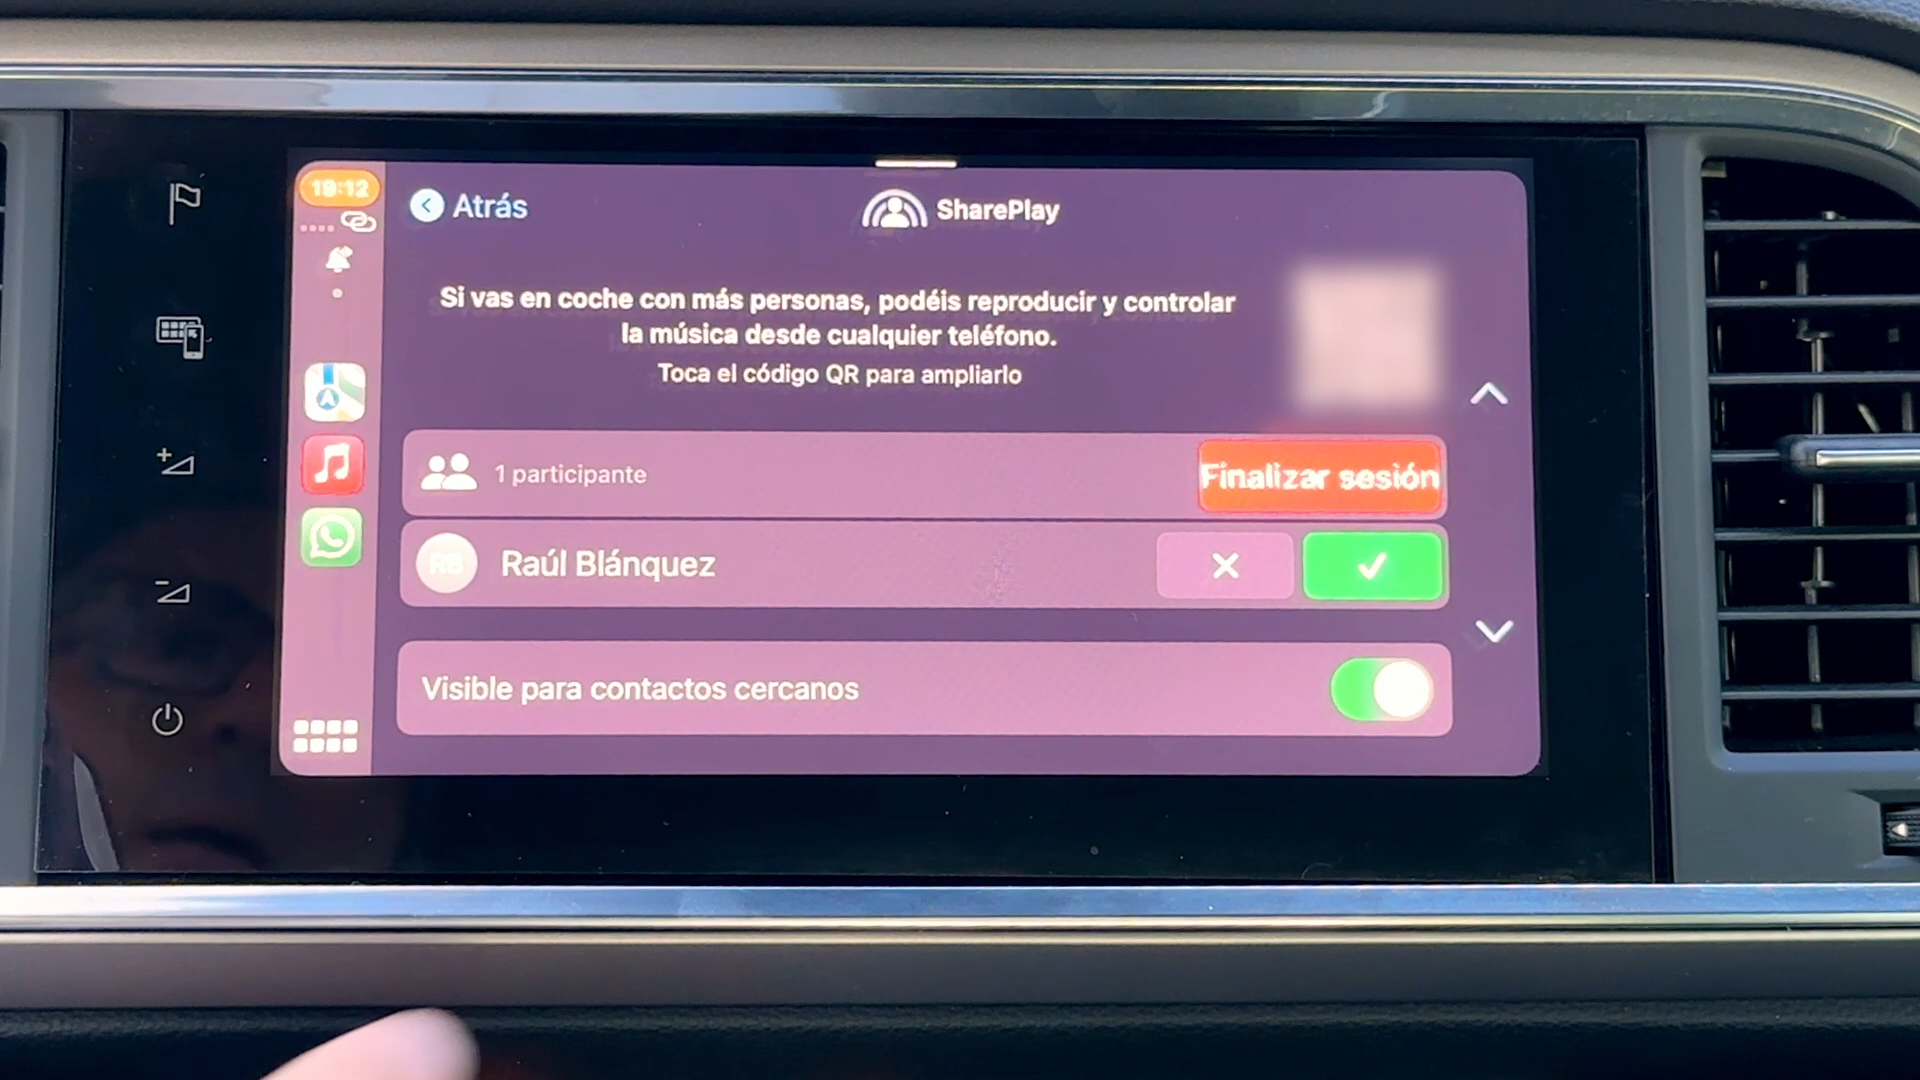 19:12
Atrás
SharePlay
Si vas en coche con más personas, podéis reproducir y controlar
la música desde cualquier teléfono.
Toca el código QR para ampliarlo
1 participante
Finalizar sesión
RB
Raúl Blánquez
Visible para contactos cercanos